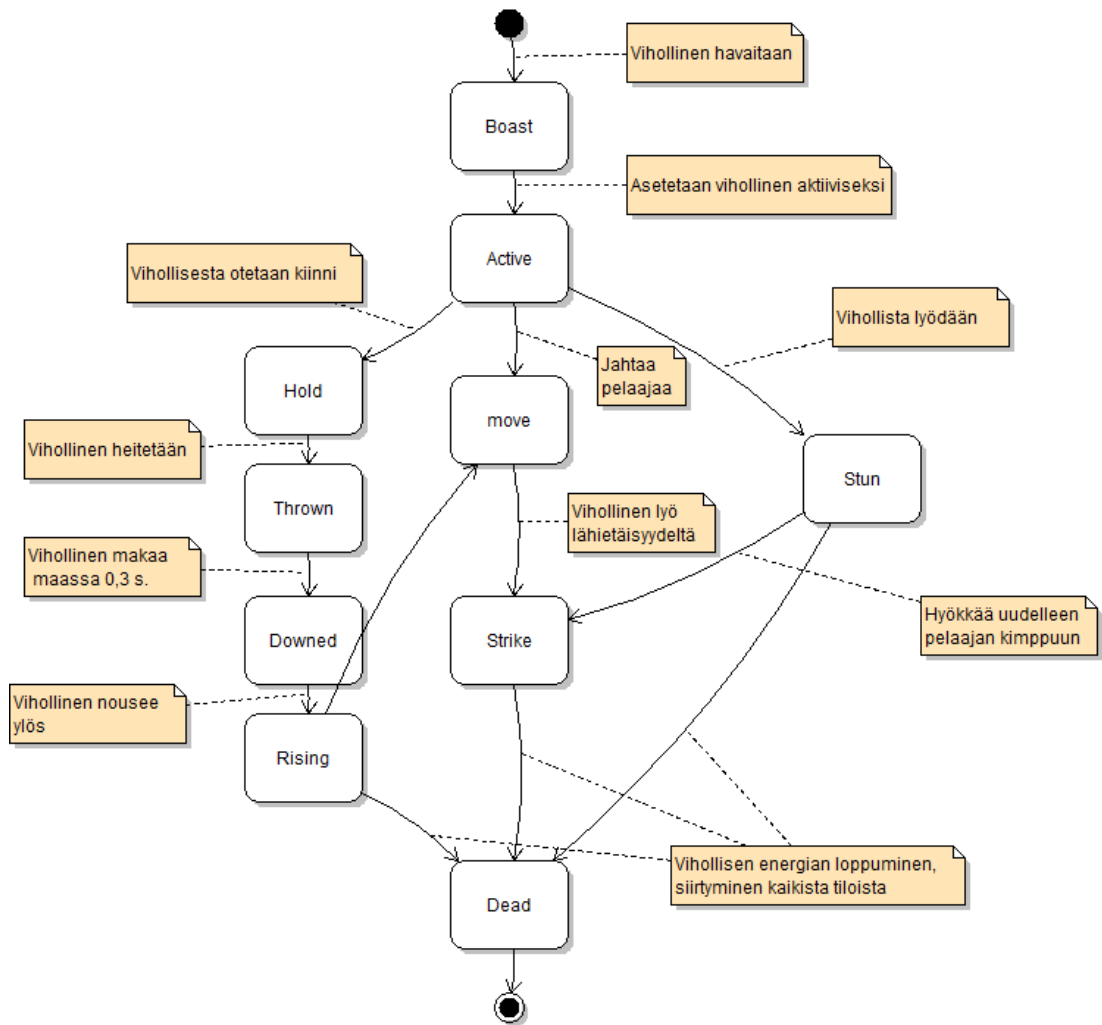 Vihollinen havaitaan
Boast
Asetetaan vihollinen aktiiviseksi
Active
Vihollisesta otetaan kiinni
Vihollista lyödään
Jahtaa
pelaajaa
Hold
move
Vihollinen heitetään
Stun
Thrown
Vihollinen lyö
lähietäisyydeltä
Vihollinen makaa
maassa 0,3 s.
Downed
Strike
Hyökkää uudelleen
pelaajan kimppuun
Vihollinen nousee
ylös
Rising
Vihollisen energian loppuminen,
siirtyminen kaikista tiloista
Dead